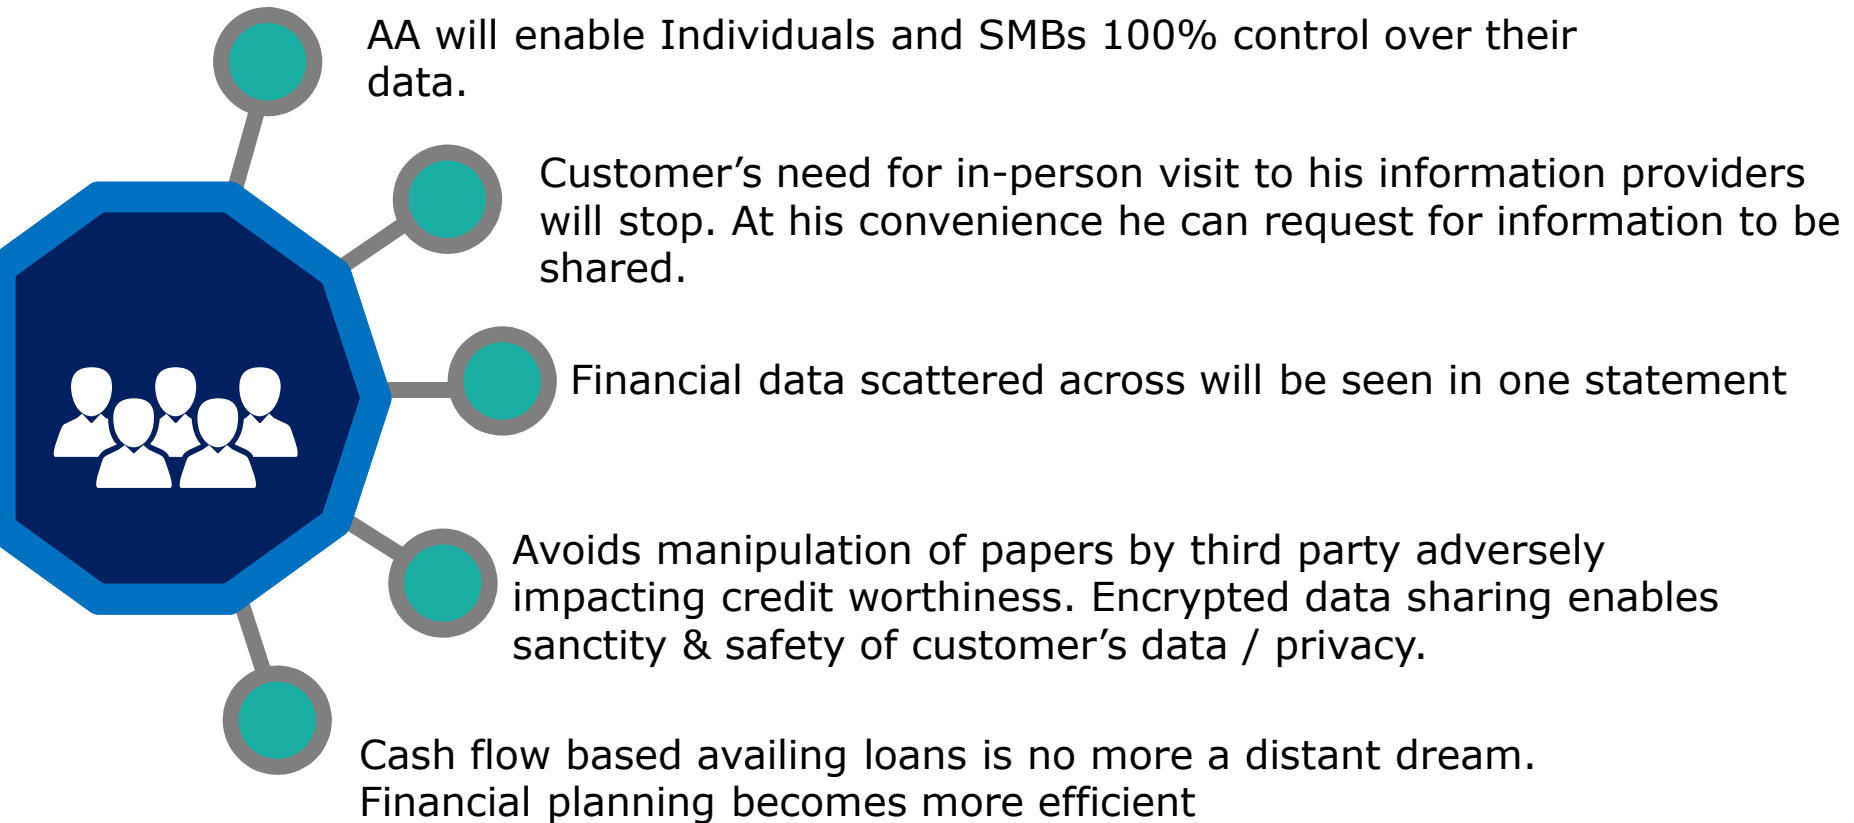 AA will enable Individuals and SMBs 100% control over their
data.
Customer’s need for in-person visit to his information providers
will stop. At his convenience he can request for information to be
shared.
Financial data scattered across will be seen in one statement
Avoids manipulation of papers by third party adversely
impacting credit worthiness. Encrypted data sharing enables
sanctity & safety of customer’s data / privacy.
Cash flow based availing loans is no more a distant dream.
Financial planning becomes more efficient